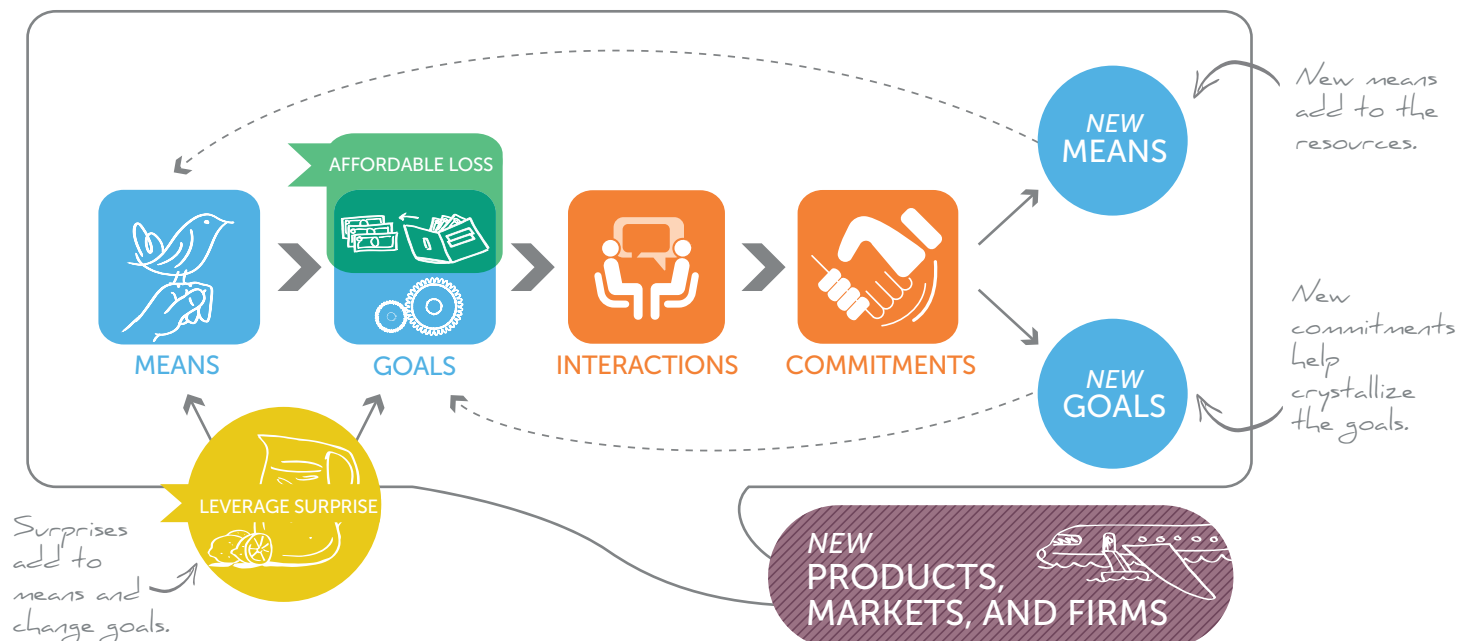 New means
add to the
resources.
NEW
MEANS
AFFORDABLE LOSS
MEANS
GOALS
INTERACTIONS
COMMITMENTS
New
commitments
help
crystallize
the goals.
NEW
GOALS
LEVERAGE SURPRISE
Surprises
add to
means and
change goals.
NEW
PRODUCTS,
MARKETS, AND FIRMS